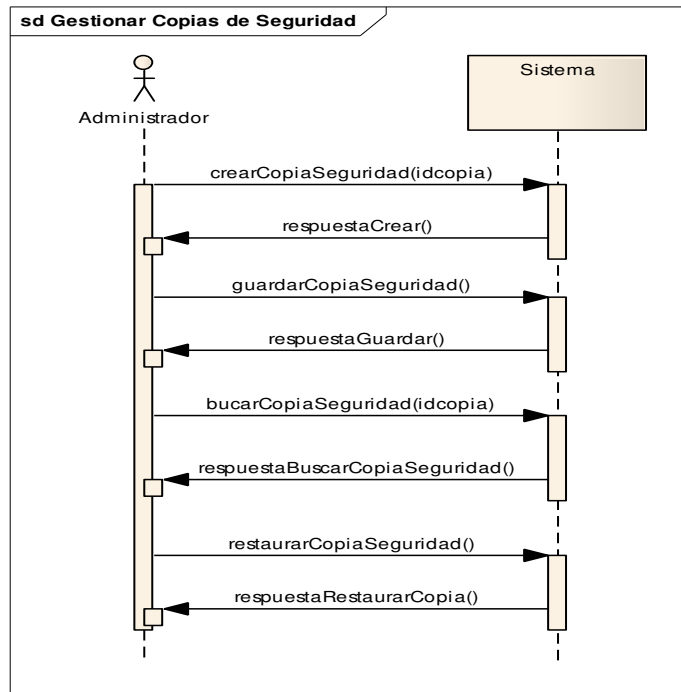 sd Gestionar Copias de Seguridad
Administrador
Sistema
crearCopiaSeguridad(idcopia)
respuestaCrear()
guardarCopiaSeguridad()
respuestaGuardar()
bucarCopiaSeguridad(idcopia)
respuestaBuscarCopiaSeguridad()
restaurarCopiaSeguridad()
respuestaRestaurarCopia()